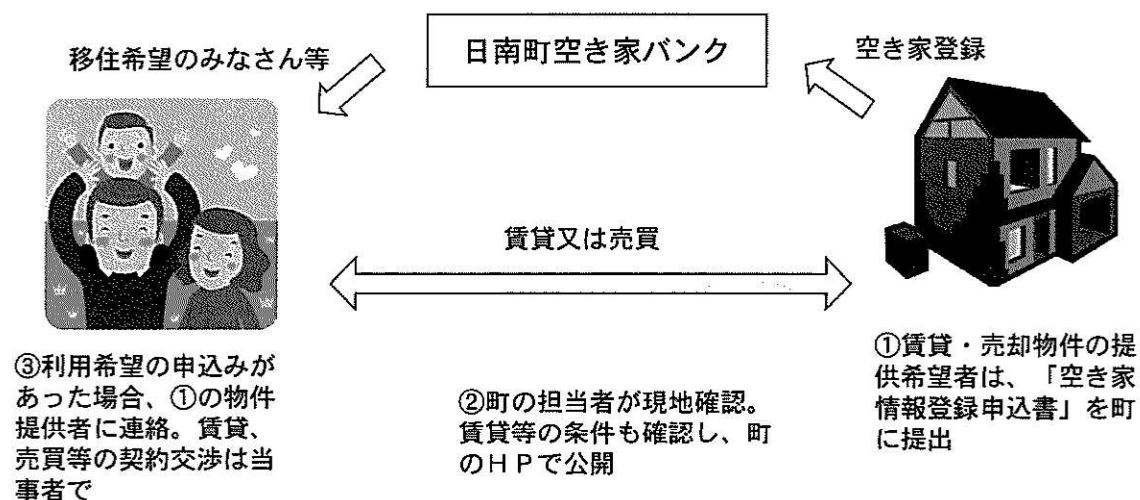 日南町空き家バンク
移住希望のみなさん等
空き家登録
賃貸又は売買
①賃貸・売却物件の提
供希望者は、「空き家
情報登録申込書」を町
に提出
②町の担当者が現地確認。
賃貸等の条件も確認し、町
のＨＰで公開
③利用希望の申込みが
あった場合、①の物件
提供者に連絡。賃貸、
売買等の契約交渉は当
事者で